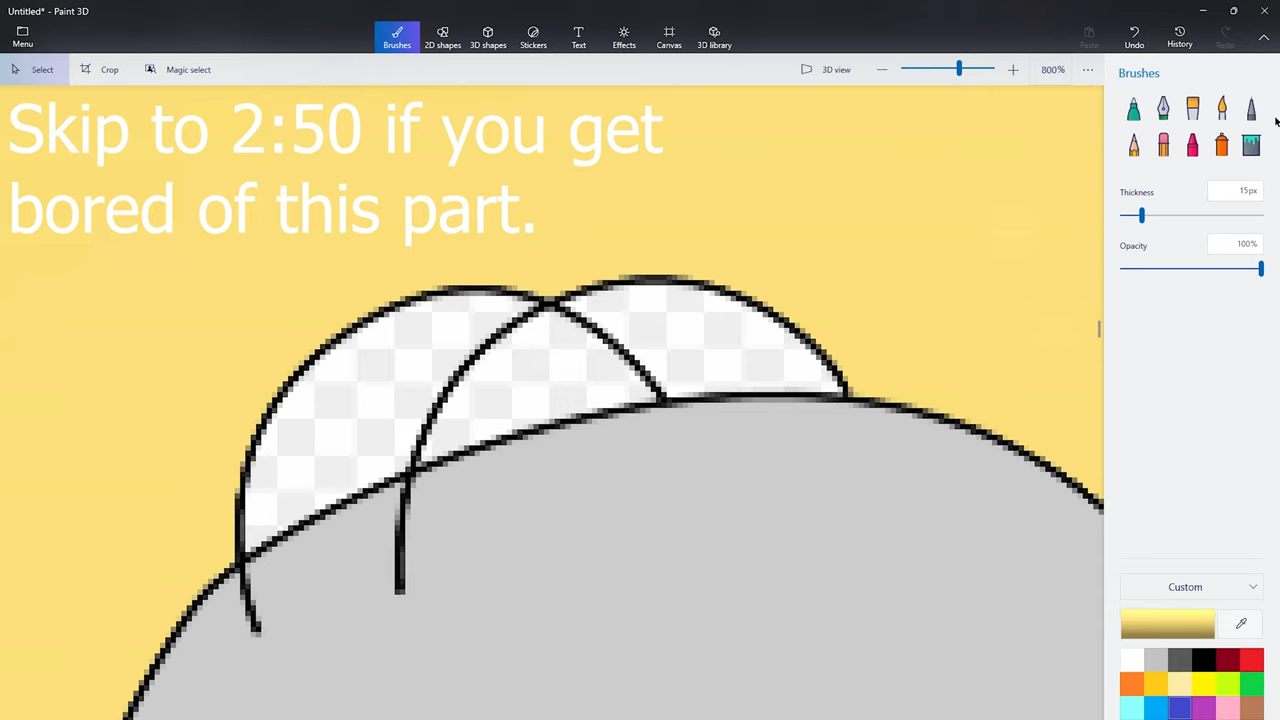 Untitled* - Paint 3D
Menu
Brushes
2D shapes
3D shapes
Stickers
Text
Effects
Canvas
3D library
Paste
Undo
History
Redo
Select
Crop
Magic select
3D view
800%
Brushes
Skip to 2:50 if you get
bored of this part.
Thickness
15px
Opacity
100%
Custom